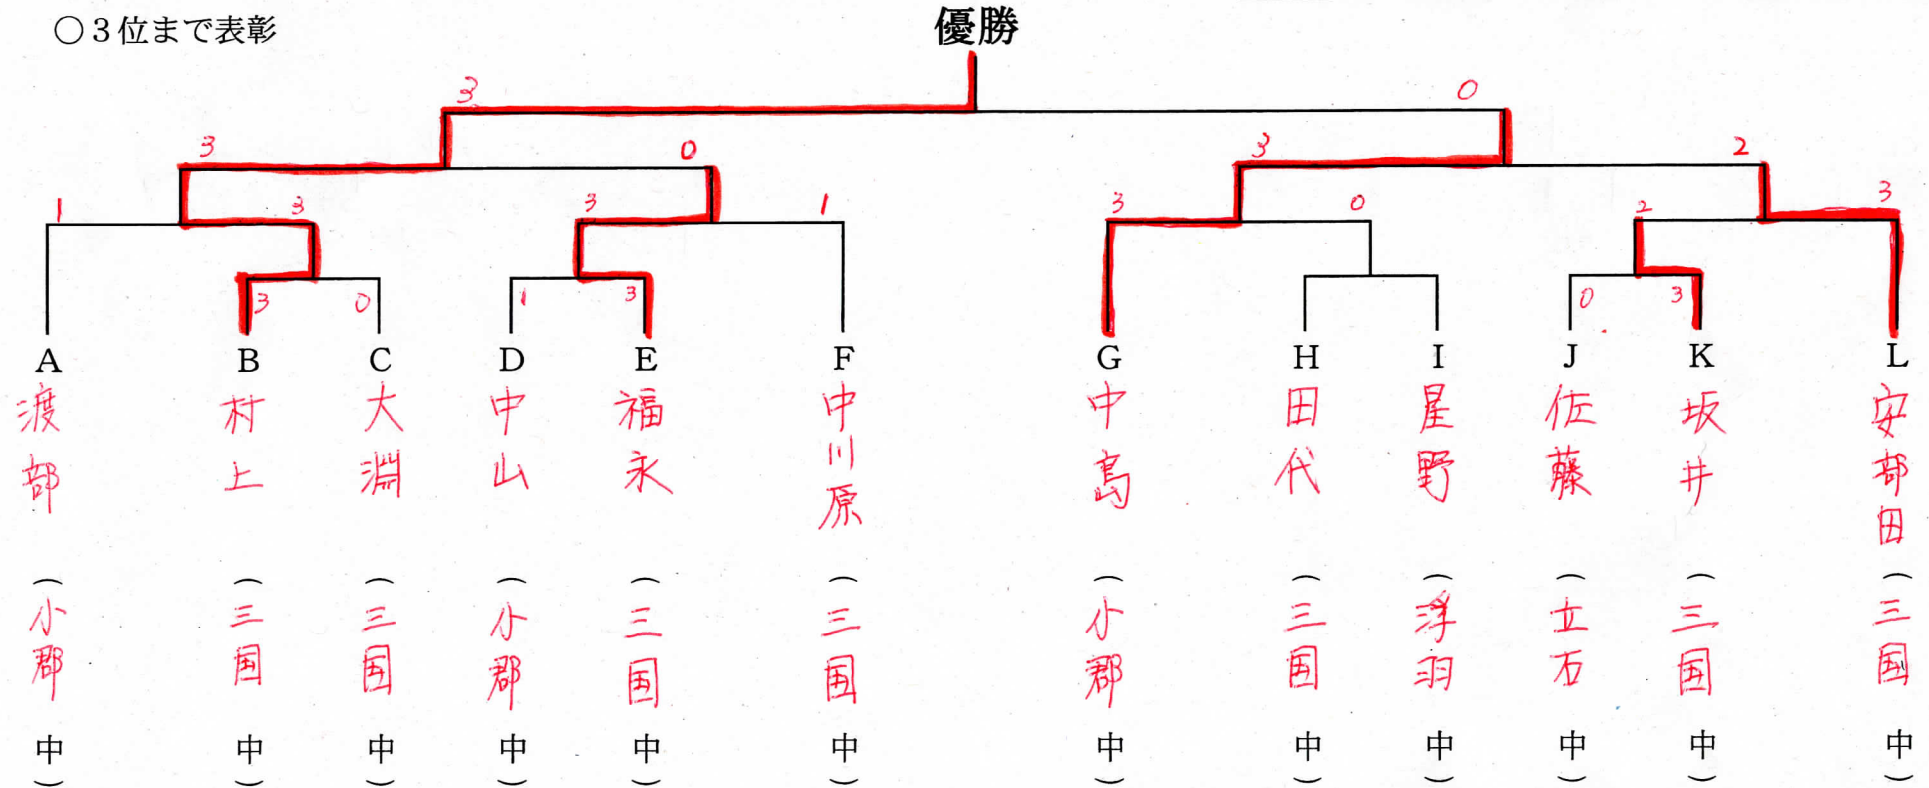 ○３位まで表彰
優勝
3 0
3 0 3 2
1 3 3 1 3 0 2 3
3 0 1 3 0 3
A B C D E F G H I J K L
渡部（小郡中）
村上（三国中）
大淵（三国中）
中山（小郡中）
福永（三国中）
中川原（三国中）
中島（小郡中）
田代（三国中）
星野（浮羽中）
佐藤（立石中）
坂井（三国中）
安部田（三国中）